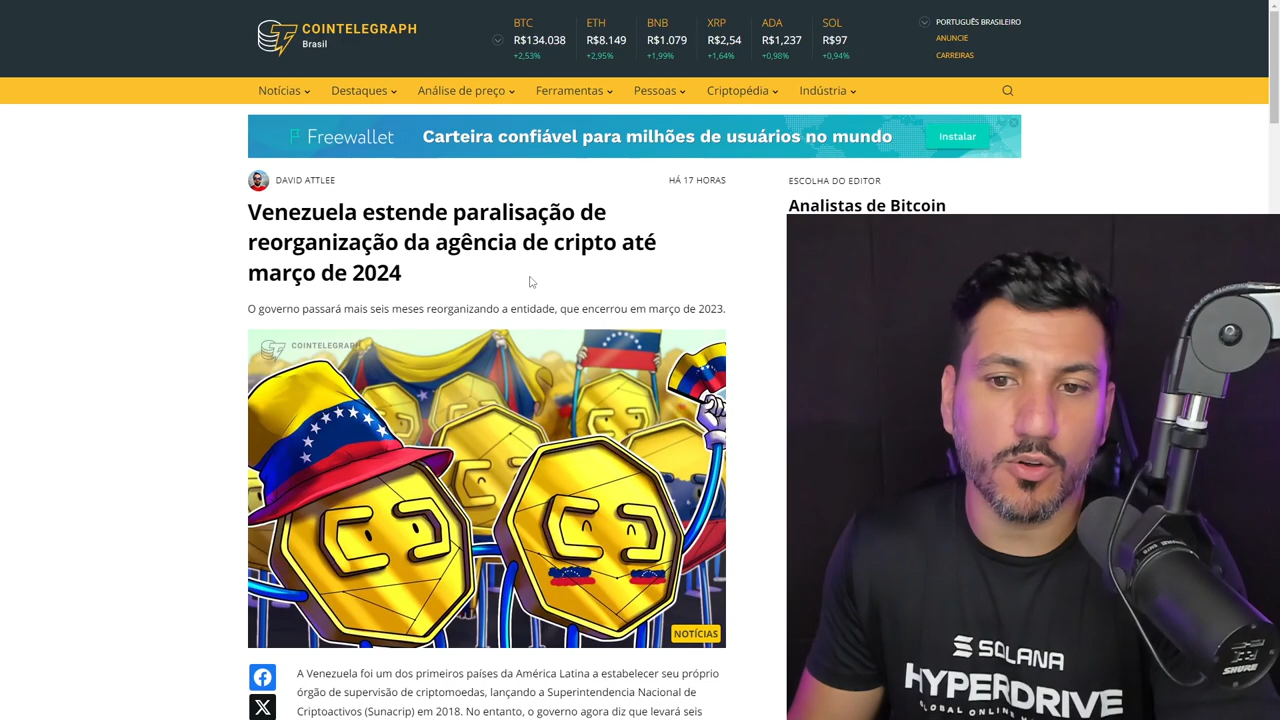 COINTELEGRAPH
Brasil
BTC
R$134.038
+2,53%
ETH
R$8.149
+2,95%
BNB
R$1.079
+1,99%
XRP
R$2,54
+1,64%
ADA
R$1,237
+0,98%
SOL
R$97
+0,94%
PORTUGUÊS BRASILEIRO
ANUNCIE
CARREIRAS
Notícias
Destaques
Análise de preço
Ferramentas
Pessoas
Criptopédia
Indústria
Freewallet
Carteira confiável para milhões de usuários no mundo
Instalar
DAVID ATTLEE
HÁ 17 HORAS
Venezuela estende paralisação de
reorganização da agência de cripto até
março de 2024
O governo passará mais seis meses reorganizando a entidade, que encerrou em março de 2023.
COINTELEGRAPH
NOTÍCIAS
A Venezuela foi um dos primeiros países da América Latina a estabelecer seu próprio
órgão de supervisão de criptomoedas, lançando a Superintendencia Nacional de
Criptoactivos (Sunacrip) em 2018. No entanto, o governo agora diz que levará seis
ESCOLHA DO EDITOR
Analistas de Bitcoin
SOLANA
HYPERDRIVE
GLOBAL ONLINE
SHURE